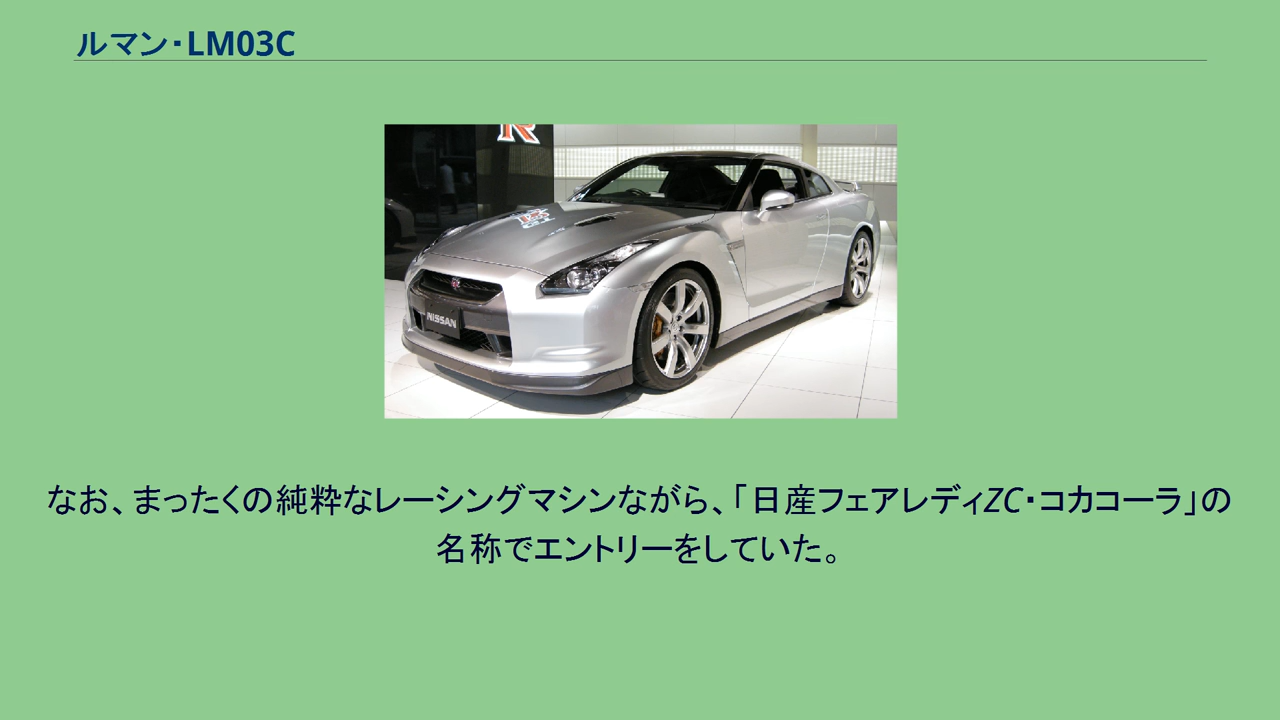 ルマン・LM03C
R
NISSAN
なお、まったくの純粋なレーシングマシンながら、「日産フェアレディZC・コカコーラ」の
名称でエントリーをしていた。